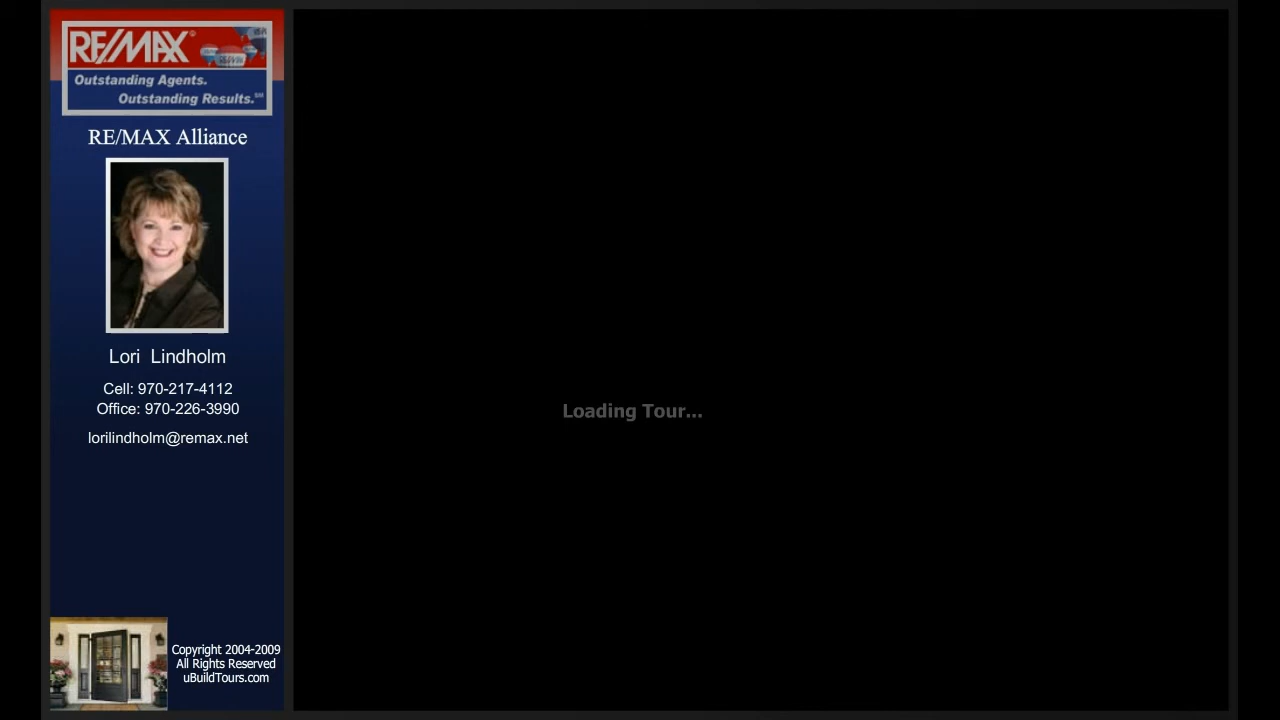 RE/MAX
Outstanding Agents.
Outstanding Results.℠
RE/MAX Alliance
Lori Lindholm
Cell: 970-217-4112
Office: 970-226-3990
lorilindholm@remax.net
Loading Tour...
Copyright 2004-2009
All Rights Reserved
uBuildTours.com